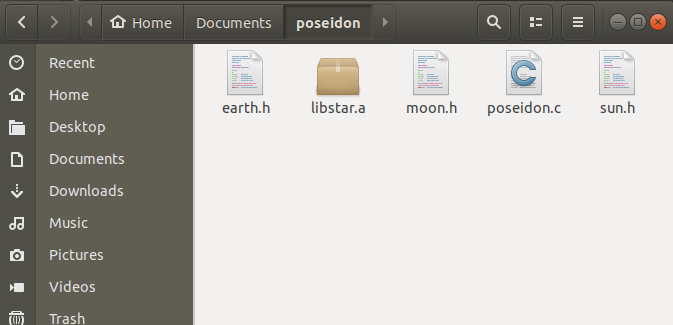 Home Documents poseidon
Recent
Home
Desktop
Documents
Downloads
Music
Pictures
Videos
Trash
earth.h libstar.a moon.h poseidon.c sun.h